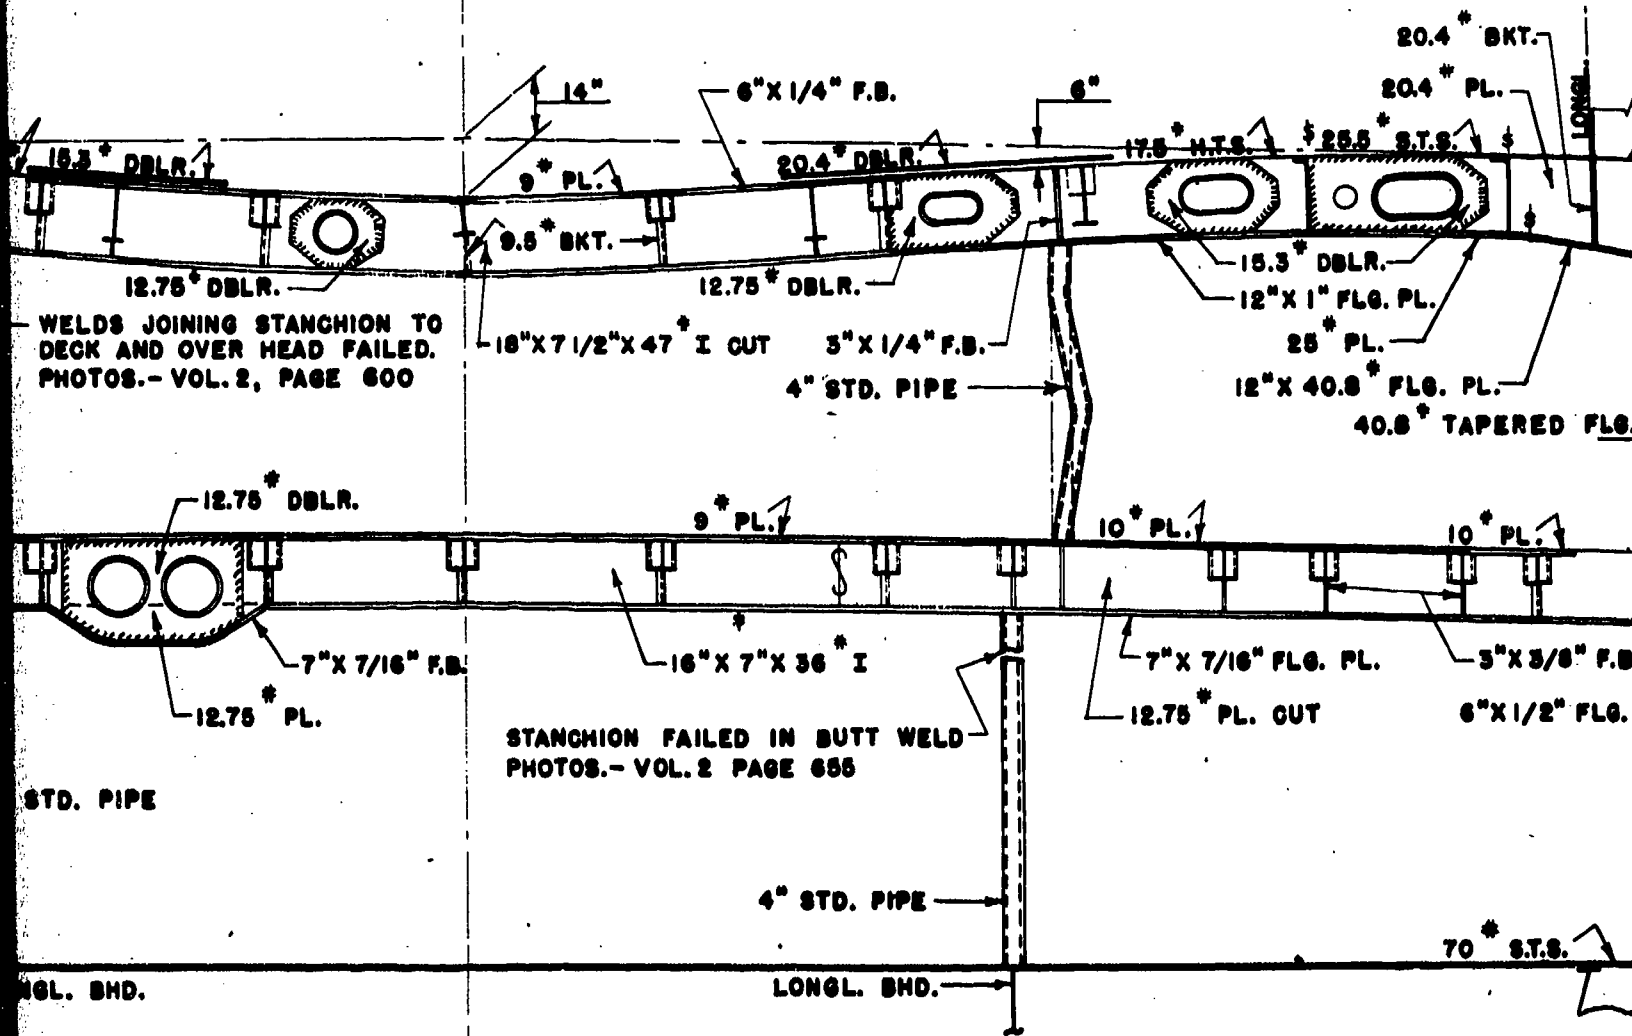 20.4 # BKT.
14"
6" X 1/4" F.B.
6"
20.4 # PL.
LONGL.
15.3 # DBLR.
9 # PL.
20.4 # DBLR.
17.5 # H.T.S.
25.5 # S.T.S.
9.5 # BKT.
12.75 # DBLR.
12.75 # DBLR.
15.3 # DBLR.
12" X 1" FLG. PL.
WELDS JOINING STANCHION TO
DECK AND OVER HEAD FAILED.
PHOTOS.- VOL. 2, PAGE 600
18" X 7 1/2" X 47 # I CUT
3" X 1/4" F.B.
25 # PL.
4" STD. PIPE
12" X 40.8 # FLG. PL.
40.8 # TAPERED FLG.
12.75 # DBLR.
9 # PL.
10 # PL.
10 # PL.
7" X 7/16" F.B.
16" X 7" X 36 # I
7" X 7/16" FLG. PL.
3" X 3/8" F.B
12.75 # PL.
12.75 # PL. CUT
6" X 1/2" FLG.
STANCHION FAILED IN BUTT WELD
PHOTOS.- VOL. 2 PAGE 655
STD. PIPE
4" STD. PIPE
70 # S.T.S.
NGL. BHD.
LONGL. BHD.